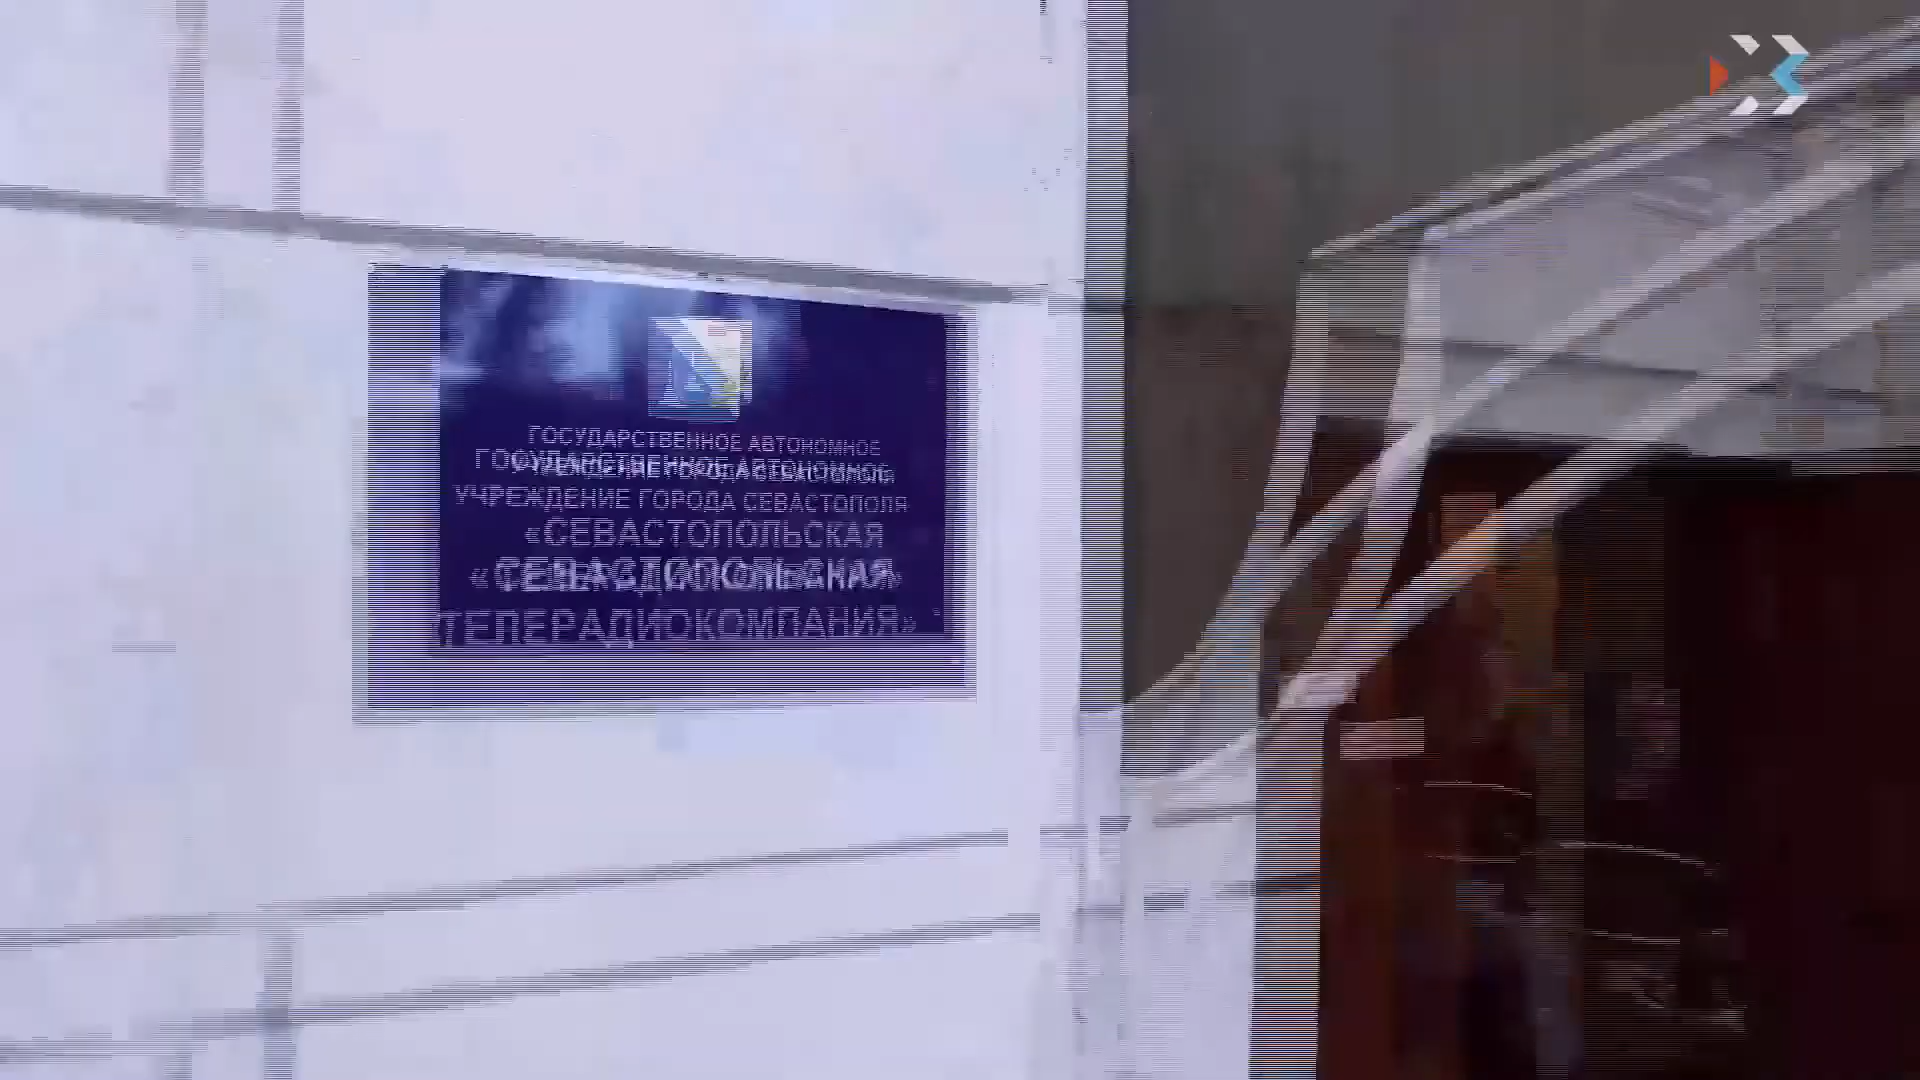 ГОСУДАРСТВЕННОЕ АВТОНОМНОЕ
УЧРЕЖДЕНИЕ ГОРОДА СЕВАСТОПОЛЯ
«СЕВАСТОПОЛЬСКАЯ
ТЕЛЕРАДИОКОМПАНИЯ»